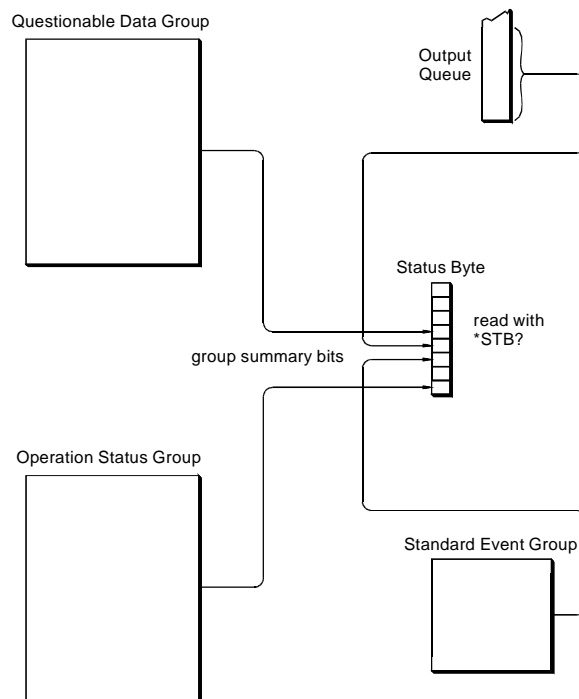 Questionable Data Group
Output
Queue
Status Byte
read with
*STB?
group summary bits
Operation Status Group
Standard Event Group